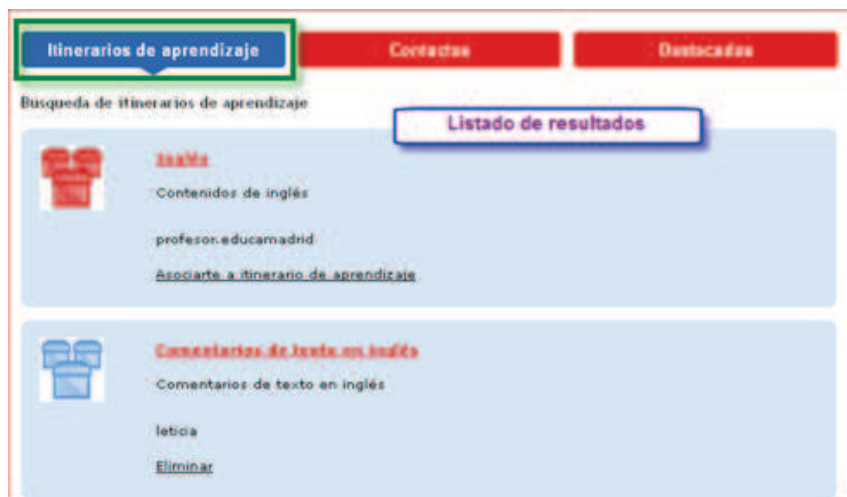 Itinerarios de aprendizaje
Contactos
Destacados
Busqueda de itinerarios de aprendizaje
Listado de resultados
Inglés
Contenidos de inglés
profesor.educamadrid
Asociarte a itinerario de aprendizaje
Comentarios de texto en inglés
Comentarios de texto en inglés
leticia
Eliminar